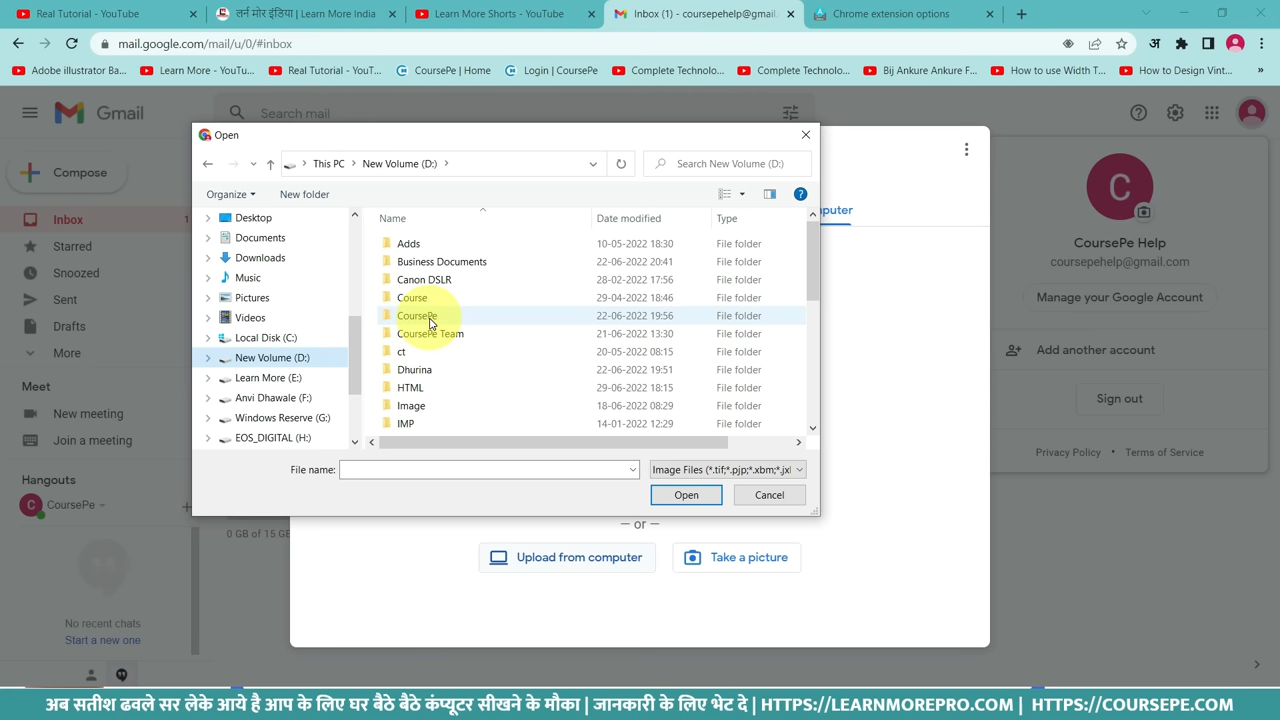 Real Tutorial - YouTube
लर्न मोर इंडिया | Learn More India
Learn More Shorts - YouTube
Inbox (1) - coursepehelp@gmail.
Chrome extension options
mail.google.com/mail/u/0/#inbox
अ
Adobe illustrator Ba...
Learn More - YouTu...
Real Tutorial - YouT...
CoursePe | Home
Login | CoursePe
Complete Technolo...
Complete Technolo...
Bij Ankure Ankure F...
How to use Width T...
How to Design Vint...
»
Gmail
Search mail
Compose
Inbox 1
Starred
Snoozed
Sent
Drafts
More
Meet
New meeting
Join a meeting
Hangouts
CoursePe
No recent chats
Start a new one
0 GB of 15 GE
Open
This PC
New Volume (D:)
Search New Volume (D:)
Organize
New folder
Desktop
Documents
Downloads
Music
Pictures
Videos
Local Disk (C:)
New Volume (D:)
Learn More (E:)
Anvi Dhawale (F:)
Windows Reserve (G:)
EOS_DIGITAL (H:)
Name Date modified Type
Adds 10-05-2022 18:30 File folder
Business Documents 22-06-2022 20:41 File folder
Canon DSLR 28-02-2022 17:56 File folder
Course 29-04-2022 18:46 File folder
CoursePe 22-06-2022 19:56 File folder
CoursePe Team 21-06-2022 13:30 File folder
ct 20-05-2022 08:15 File folder
Dhurina 22-06-2022 19:51 File folder
HTML 29-06-2022 18:15 File folder
Image 18-06-2022 08:29 File folder
IMP 14-01-2022 12:29 File folder
File name:
Image Files (*.tif;*.pjp;*.xbm;*.jxl
Open
Cancel
mputer
— or —
Upload from computer
Take a picture
C
CoursePe Help
coursepehelp@gmail.com
Manage your Google Account
Add another account
Sign out
Privacy Policy • Terms of Service
अब सतीश ढवले सर लेके आये है आप के लिए घर बैठे बैठे कंप्यूटर सीखने के मौका | जानकारी के लिए भेट दे | HTTPS://LEARNMOREPRO.COM | HTTPS://COURSEPE.COM